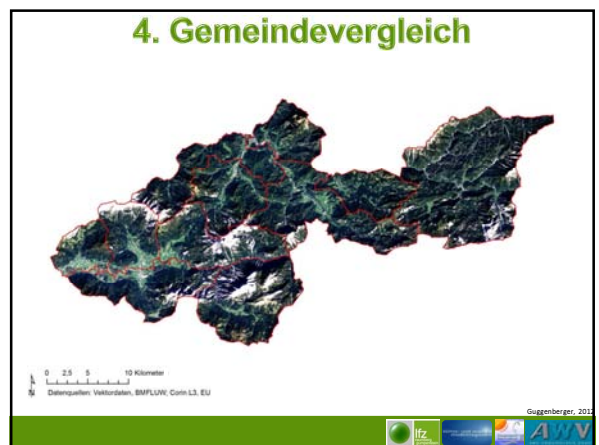 4. Gemeindevergleich
0 2,5 5 10 Kilometer
N
Datenquellen: Vektordaten, BMFLUW; Corin L3, EU
Guggenberger, 2012
lfz
AWV